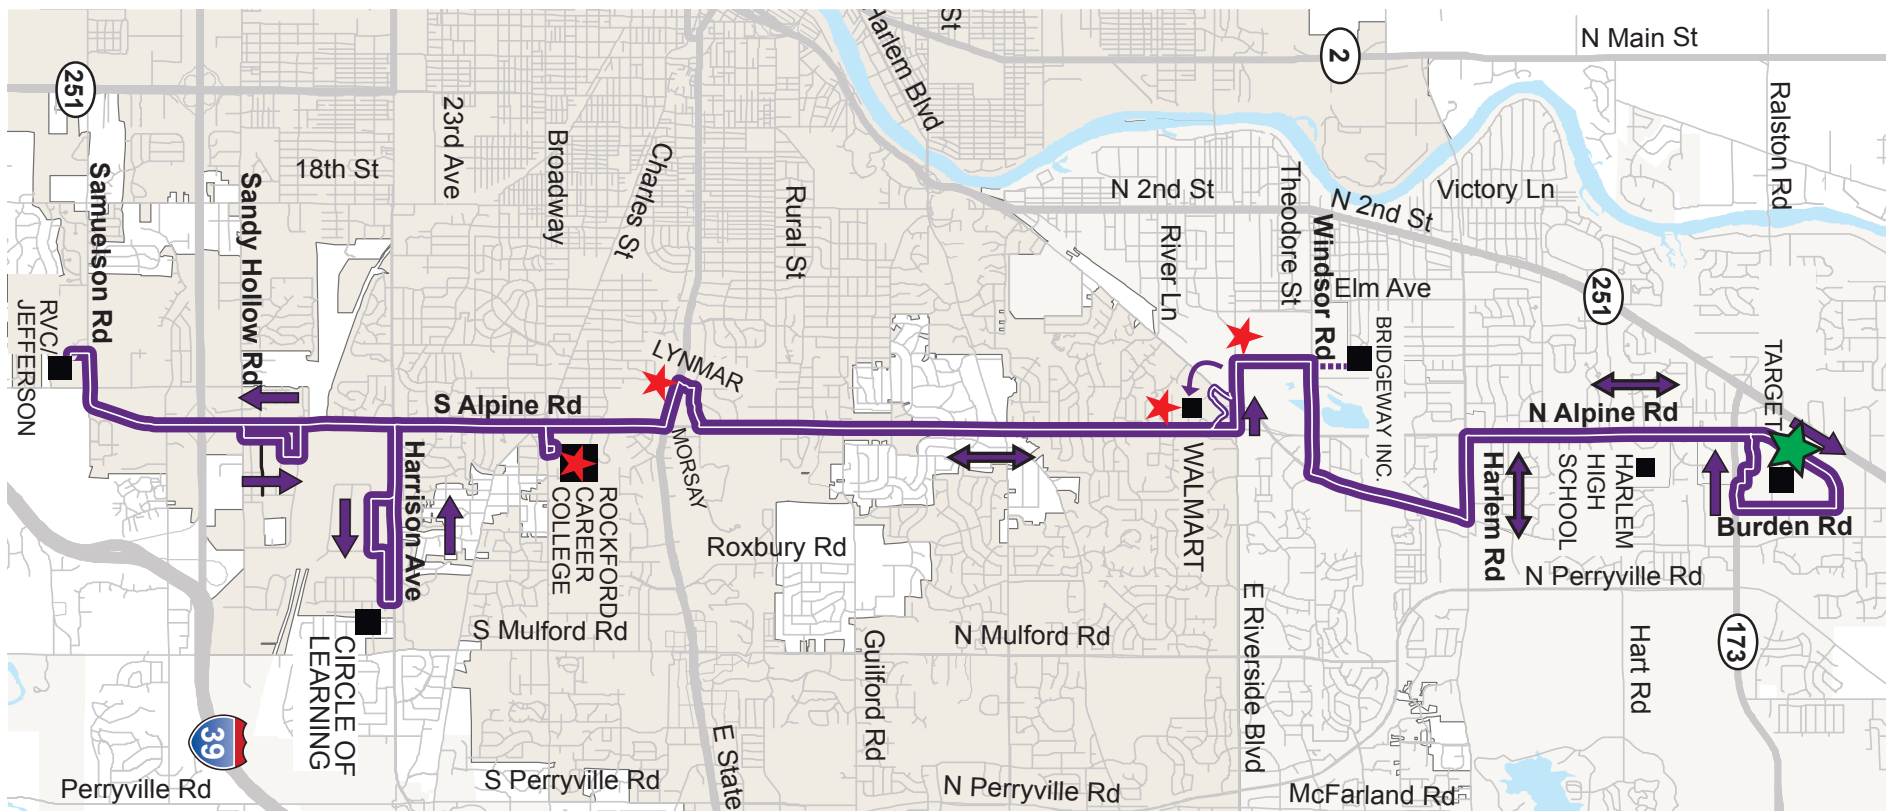 St
Harlem Blvd
2
N Main St
251
23rd Ave
Broadway
Charles St
18th St
Samuelson Rd
Sandy Hollow Rd
Rural St
N 2nd St
River Ln
Theodore St
Windsor Rd
N 2nd St
Victory Ln
Ralston Rd
Elm Ave
251
RVC/
JEFFERSON
LYNMAR
BRIDGEWAY INC.
TARGET
S Alpine Rd
N Alpine Rd
MORSAY
WALMART
Harrison Ave
ROCKFORD
CAREER
COLLEGE
Harlem Rd
HARLEM
HIGH
SCHOOL
Burden Rd
Roxbury Rd
N Perryville Rd
S Mulford Rd
N Mulford Rd
Guilford Rd
E Riverside Blvd
Hart Rd
173
CIRCLE OF
LEARNING
39
E State
Perryville Rd
S Perryville Rd
N Perryville Rd
McFarland Rd